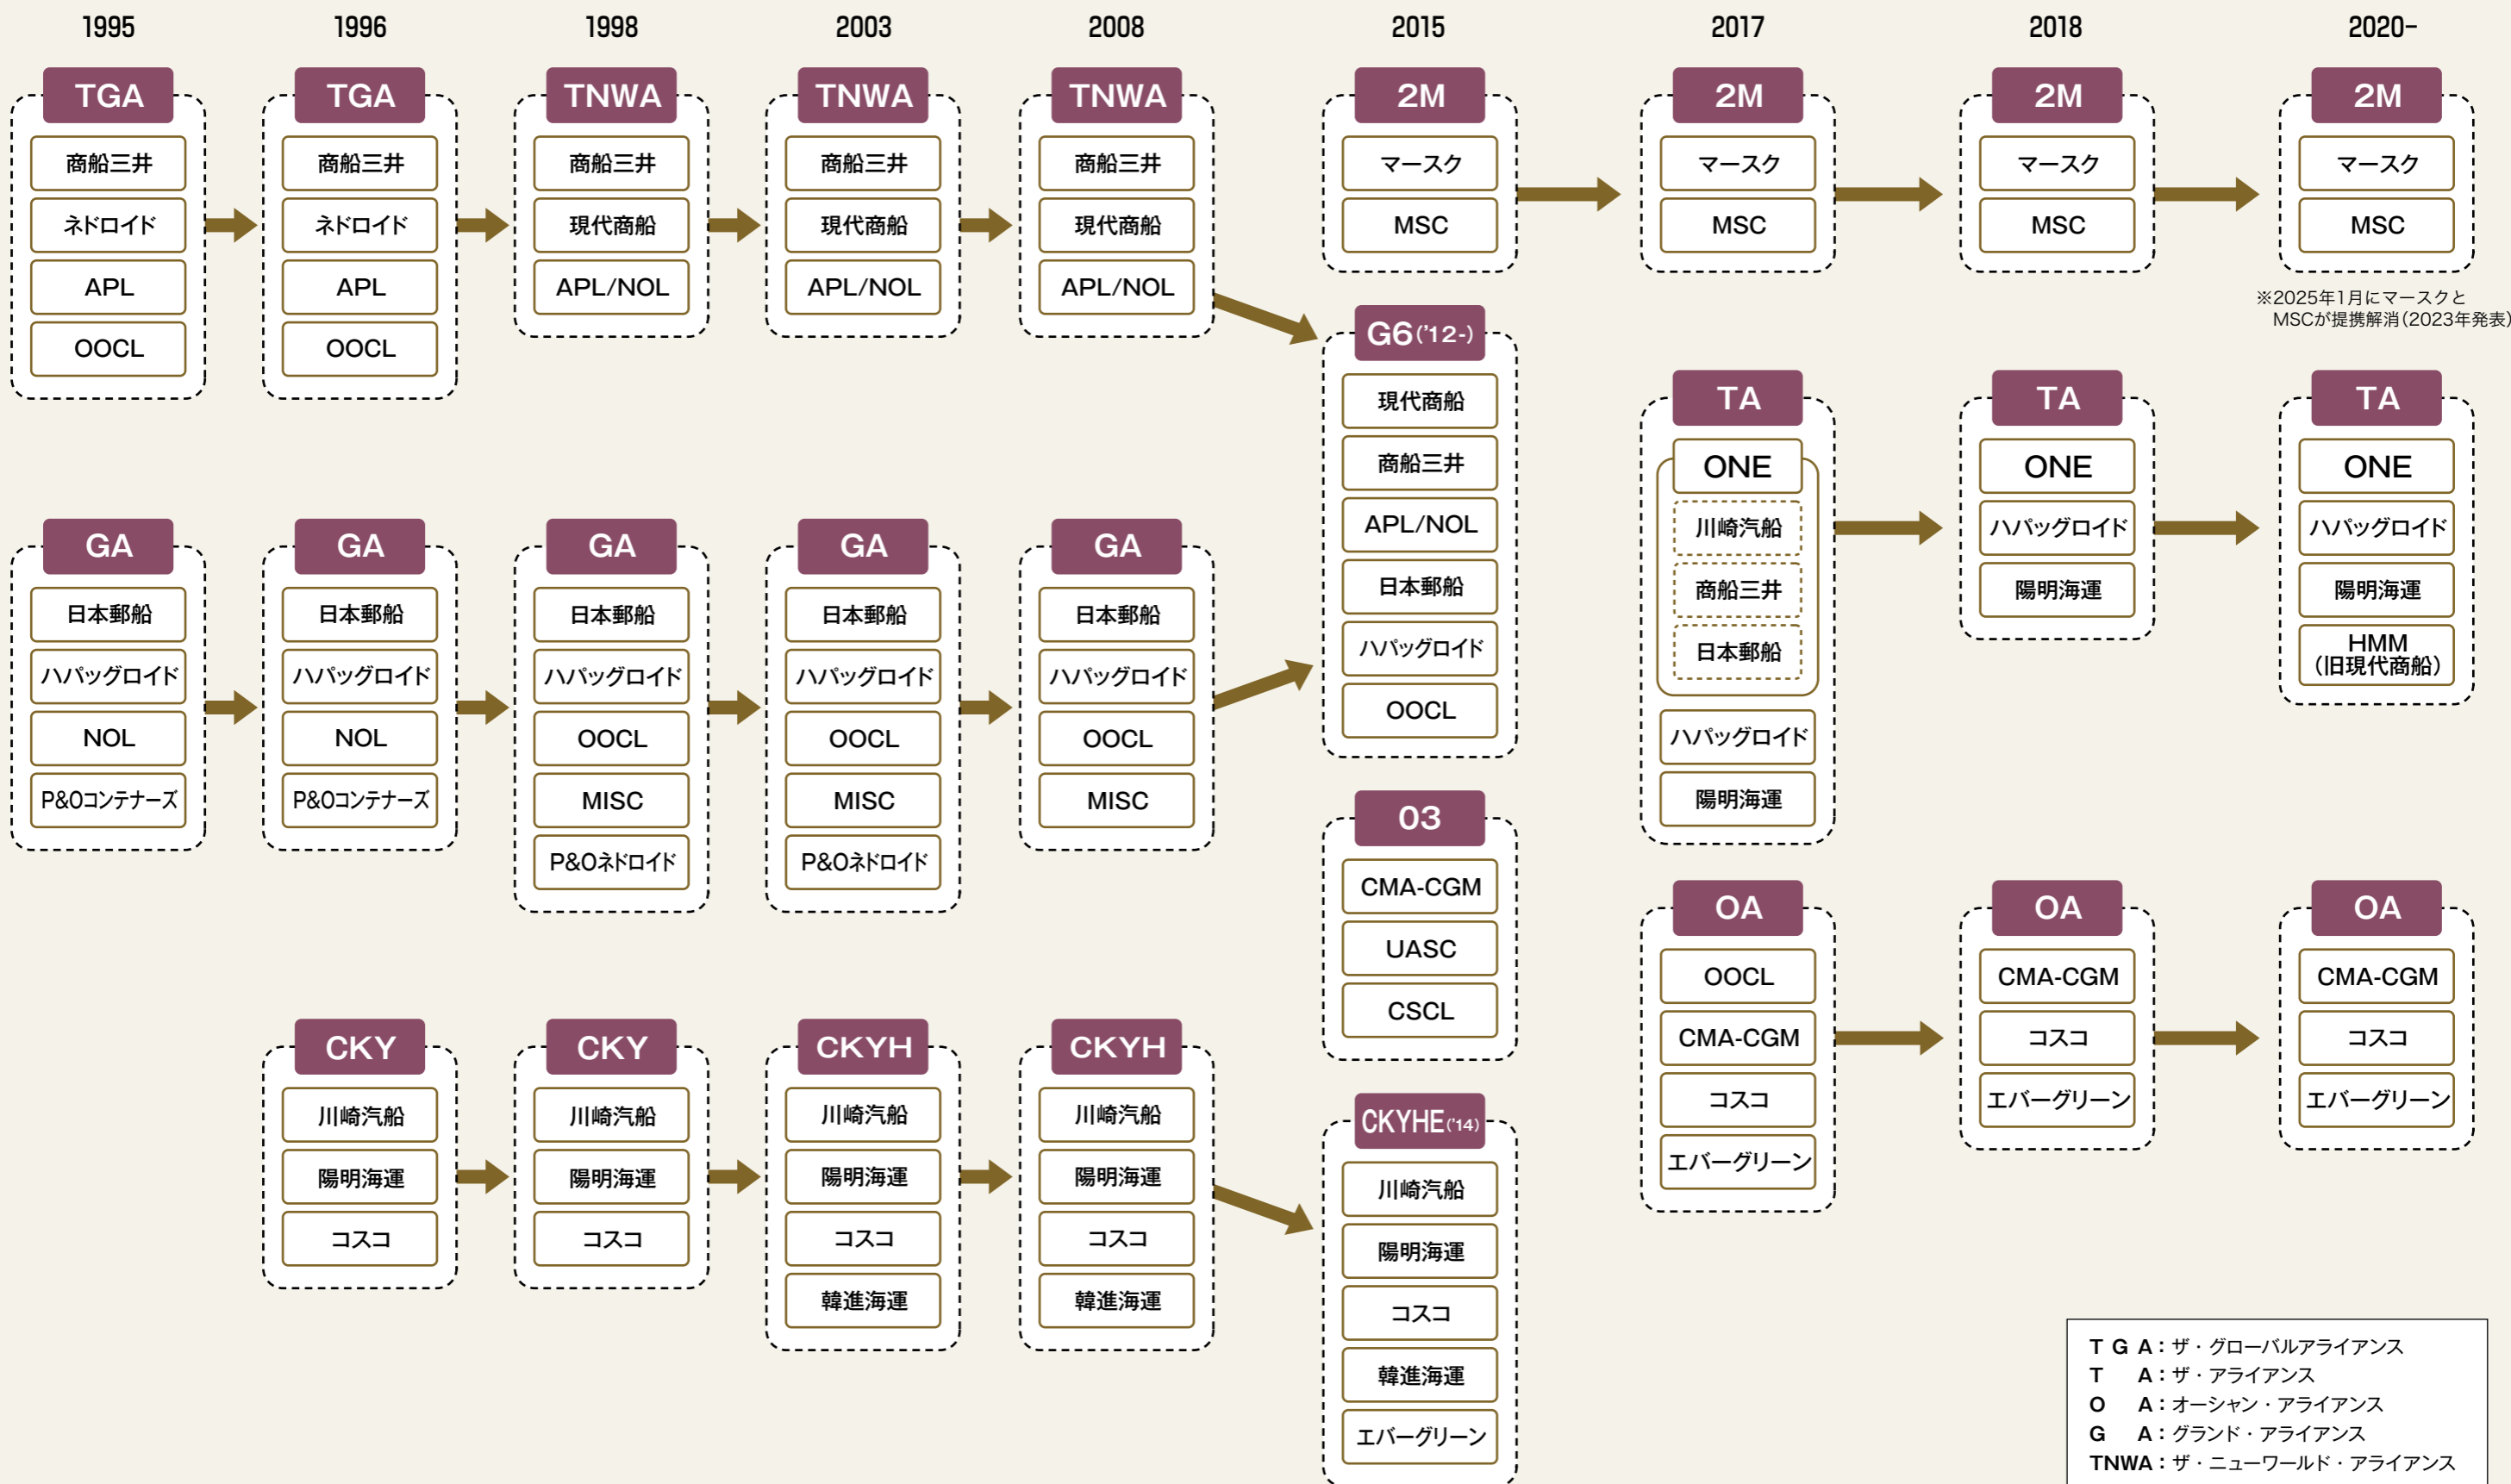 1995
1996
1998
2003
2008
2015
2017
2018
2020–
TGA
商船三井
ネドロイド
APL
OOCL
TGA
商船三井
ネドロイド
APL
OOCL
TNWA
商船三井
現代商船
APL/NOL
TNWA
商船三井
現代商船
APL/NOL
TNWA
商船三井
現代商船
APL/NOL
2M
マースク
MSC
2M
マースク
MSC
2M
マースク
MSC
2M
マースク
MSC
※2025年1月にマースクと
MSCが提携解消(2023年発表)
GA
日本郵船
ハパッグロイド
NOL
P&Oコンテナーズ
GA
日本郵船
ハパッグロイド
NOL
P&Oコンテナーズ
GA
日本郵船
ハパッグロイド
OOCL
MISC
P&Oネドロイド
GA
日本郵船
ハパッグロイド
OOCL
MISC
P&Oネドロイド
GA
日本郵船
ハパッグロイド
OOCL
MISC
G6('12-)
現代商船
商船三井
APL/NOL
日本郵船
ハパッグロイド
OOCL
TA
ONE
川崎汽船
商船三井
日本郵船
ハパッグロイド
陽明海運
TA
ONE
ハパッグロイド
陽明海運
TA
ONE
ハパッグロイド
陽明海運
HMM
(旧現代商船)
O3
CMA-CGM
UASC
CSCL
CKY
川崎汽船
陽明海運
コスコ
CKY
川崎汽船
陽明海運
コスコ
CKYH
川崎汽船
陽明海運
コスコ
韓進海運
CKYH
川崎汽船
陽明海運
コスコ
韓進海運
CKYHE('14)
川崎汽船
陽明海運
コスコ
韓進海運
エバーグリーン
OA
OOCL
CMA-CGM
コスコ
エバーグリーン
OA
CMA-CGM
コスコ
エバーグリーン
OA
CMA-CGM
コスコ
エバーグリーン
TGA:ザ・グローバルアライアンス
TA:ザ・アライアンス
OA:オーシャン・アライアンス
GA:グランド・アライアンス
TNWA:ザ・ニューワールド・アライアンス